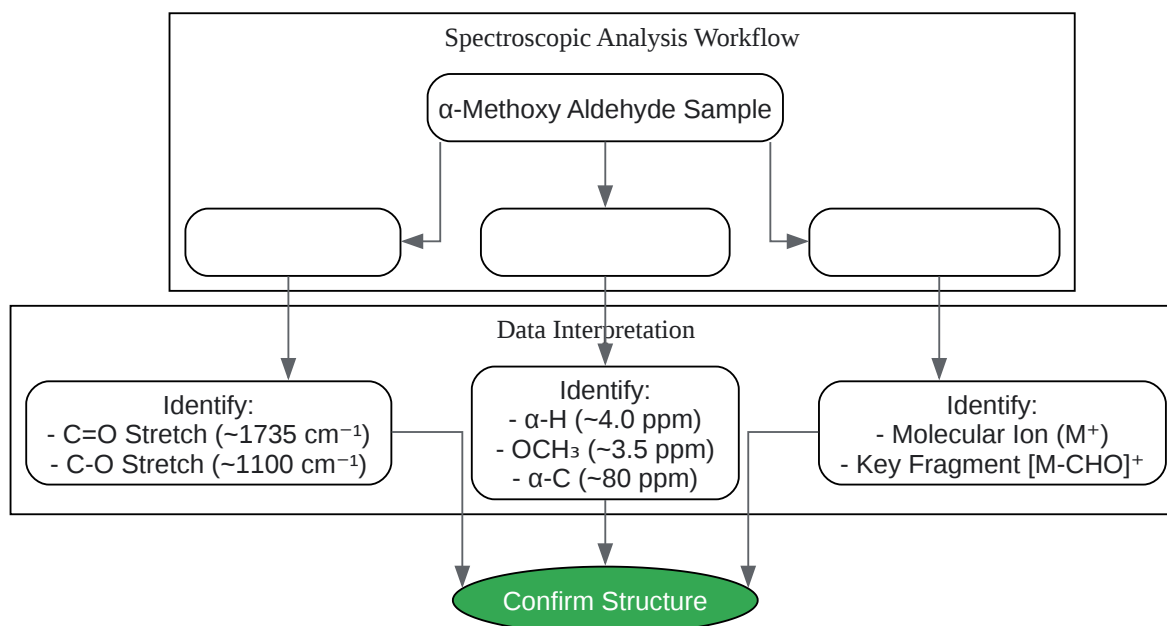 Spectroscopic Analysis Workflow
α-Methoxy Aldehyde Sample
Data Interpretation
Identify:
- C=O Stretch (~1735 cm⁻¹)
- C-O Stretch (~1100 cm⁻¹)
Identify:
- α-H (~4.0 ppm)
- OCH₃ (~3.5 ppm)
- α-C (~80 ppm)
Identify:
- Molecular Ion (M⁺)
- Key Fragment [M-CHO]⁺
Confirm Structure